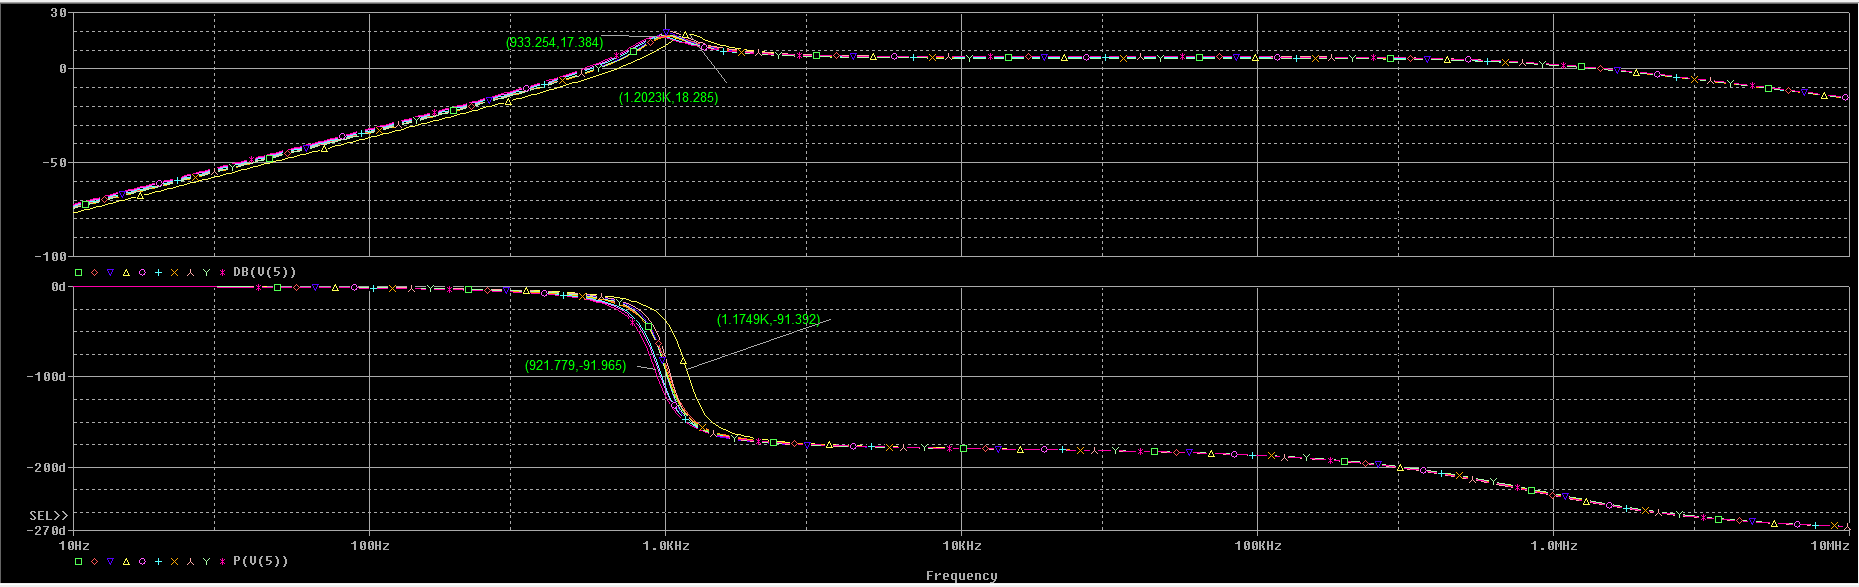 30
(933.254,17.384)
0
(1.2023K,18.285)
-50
-100
DB(V(5))
0d
(1.1749K,-91.392)
(921.779,-91.965)
-100d
-200d
SEL>>
-270d
10Hz 100Hz 1.0KHz 10KHz 100KHz 1.0MHz 10MHz
P(V(5))
Frequency